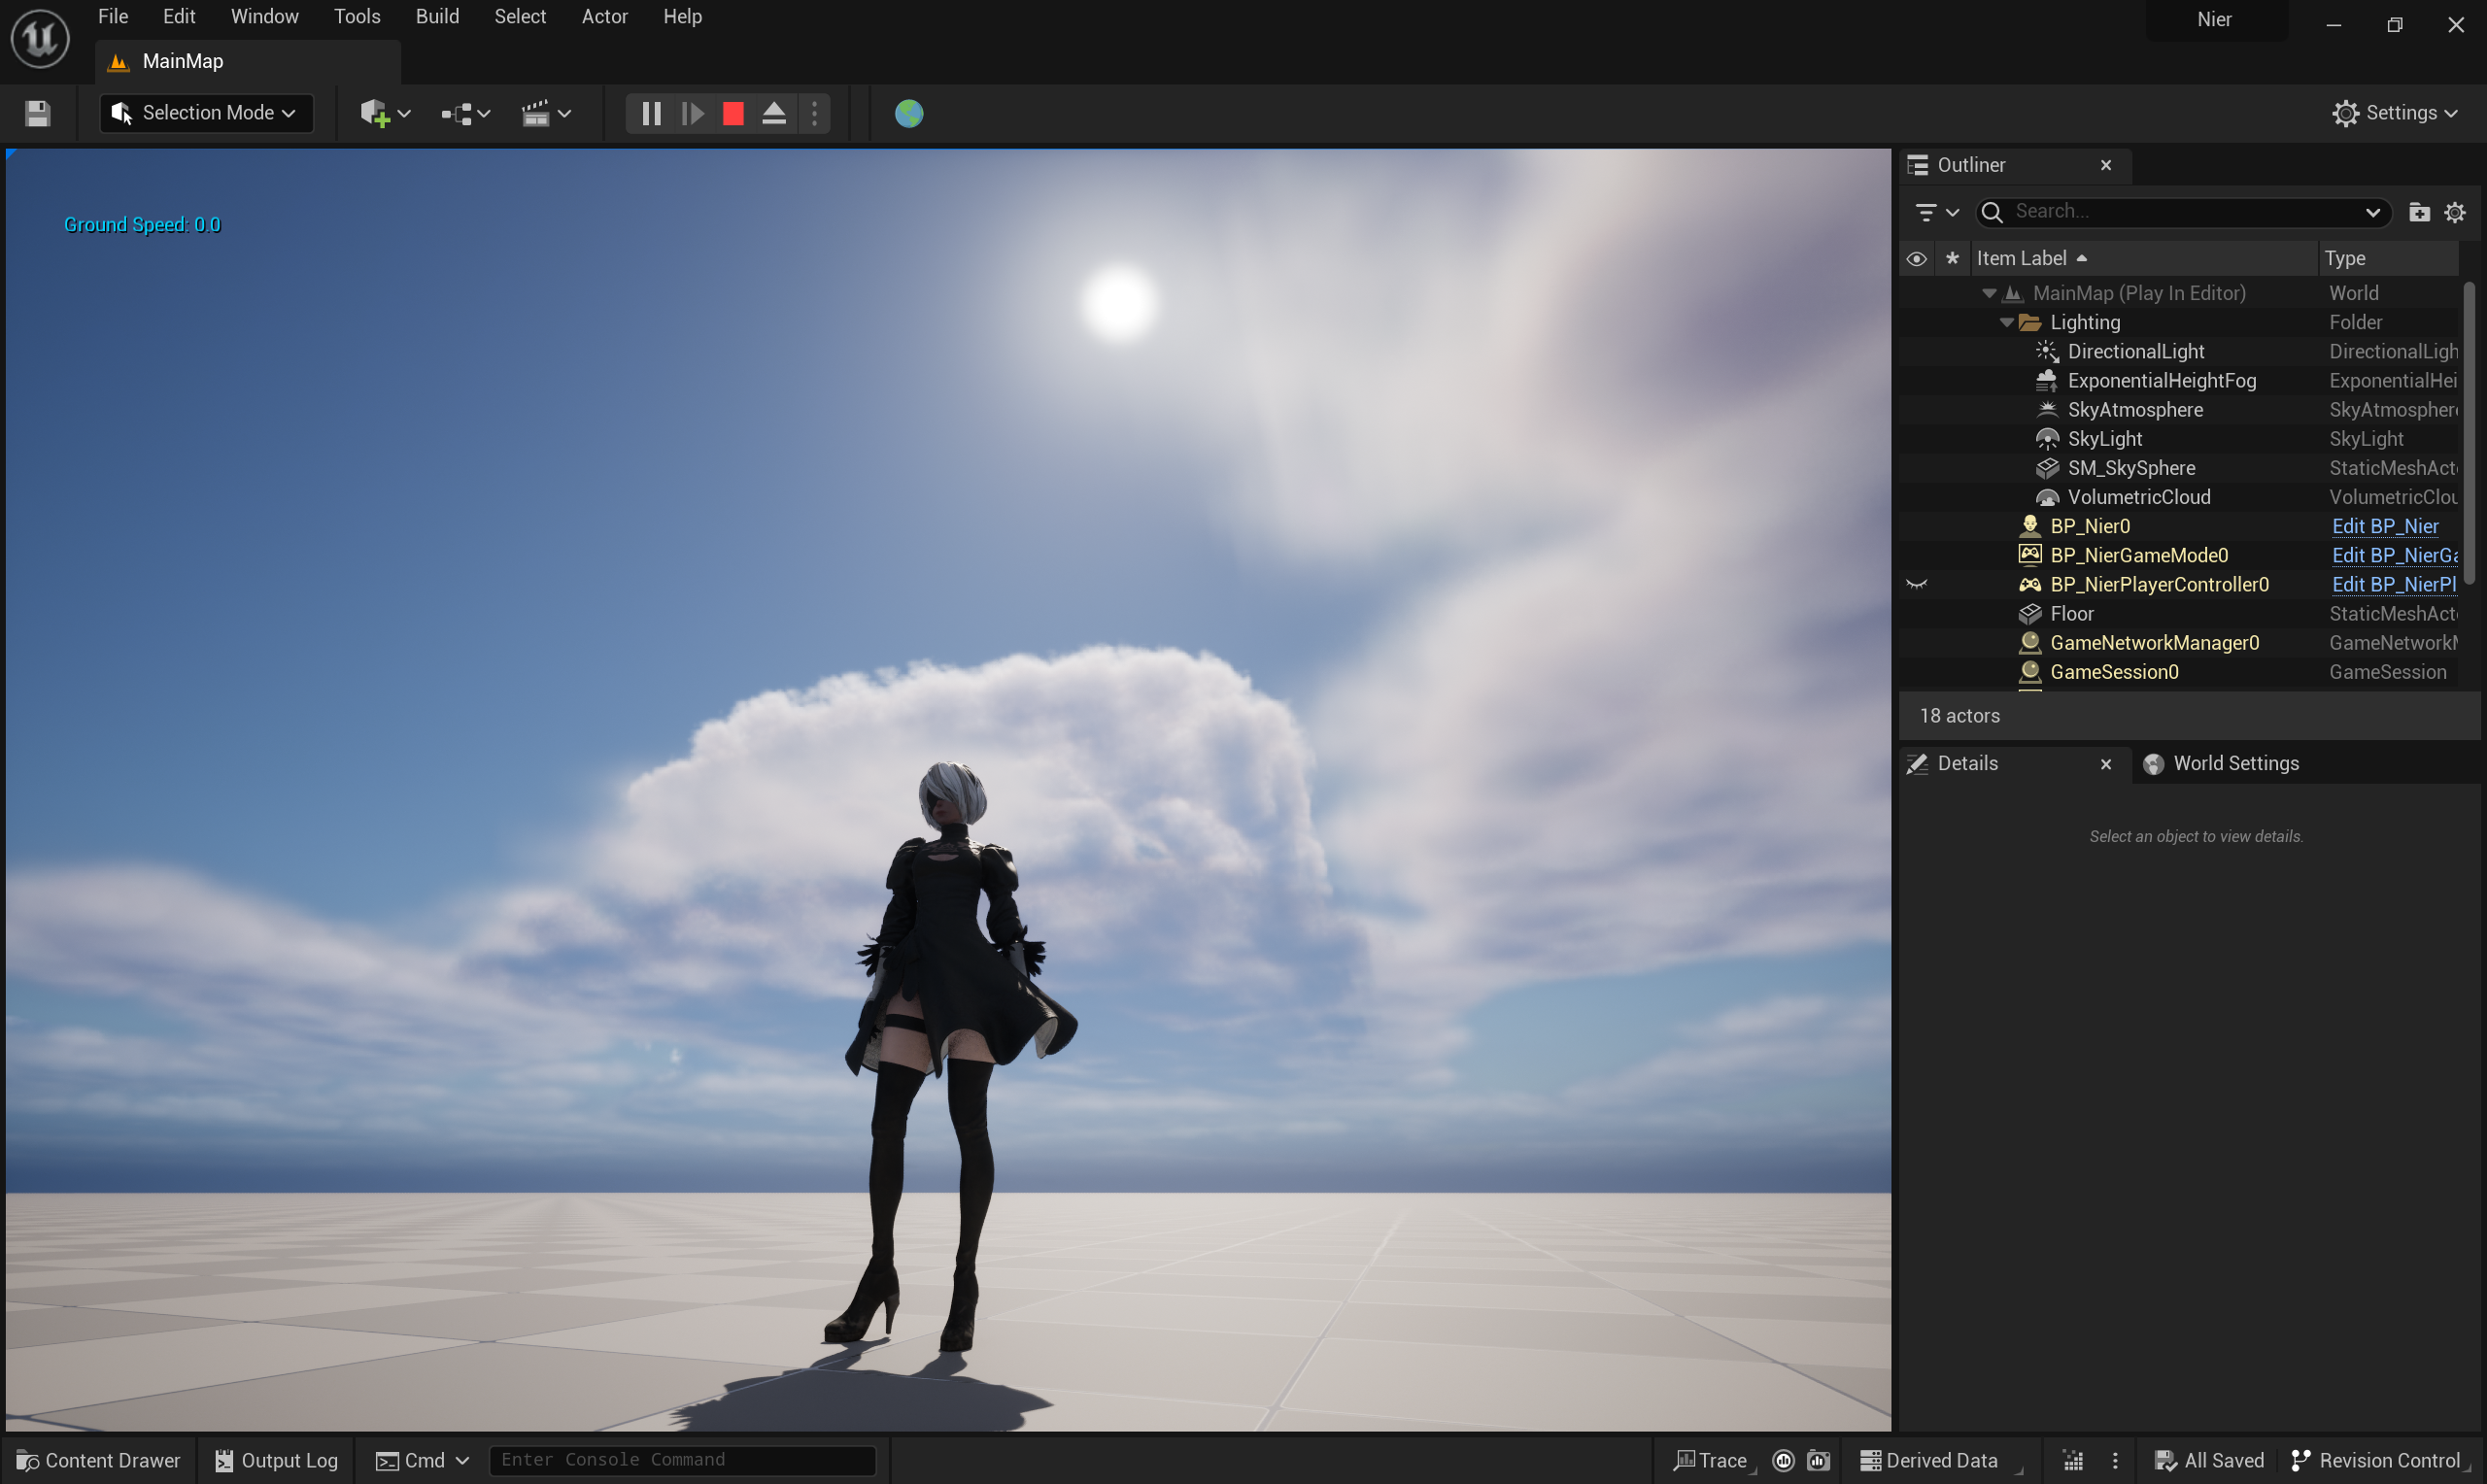 File Edit Window Tools Build Select Actor Help
Nier
MainMap
Selection Mode
Settings
Ground Speed: 0.0
Outliner
Search...
Item Label Type
MainMap (Play In Editor) World
Lighting Folder
DirectionalLight DirectionalLigh
ExponentialHeightFog ExponentialHei
SkyAtmosphere SkyAtmosphere
SkyLight SkyLight
SM_SkySphere StaticMeshAct
VolumetricCloud VolumetricClou
BP_Nier0 Edit BP_Nier
BP_NierGameMode0 Edit BP_NierGa
BP_NierPlayerController0 Edit BP_NierPl
Floor StaticMeshAct
GameNetworkManager0 GameNetworkM
GameSession0 GameSession
18 actors
Details World Settings
Select an object to view details.
Content Drawer Output Log Cmd Enter Console Command Trace Derived Data All Saved Revision Control